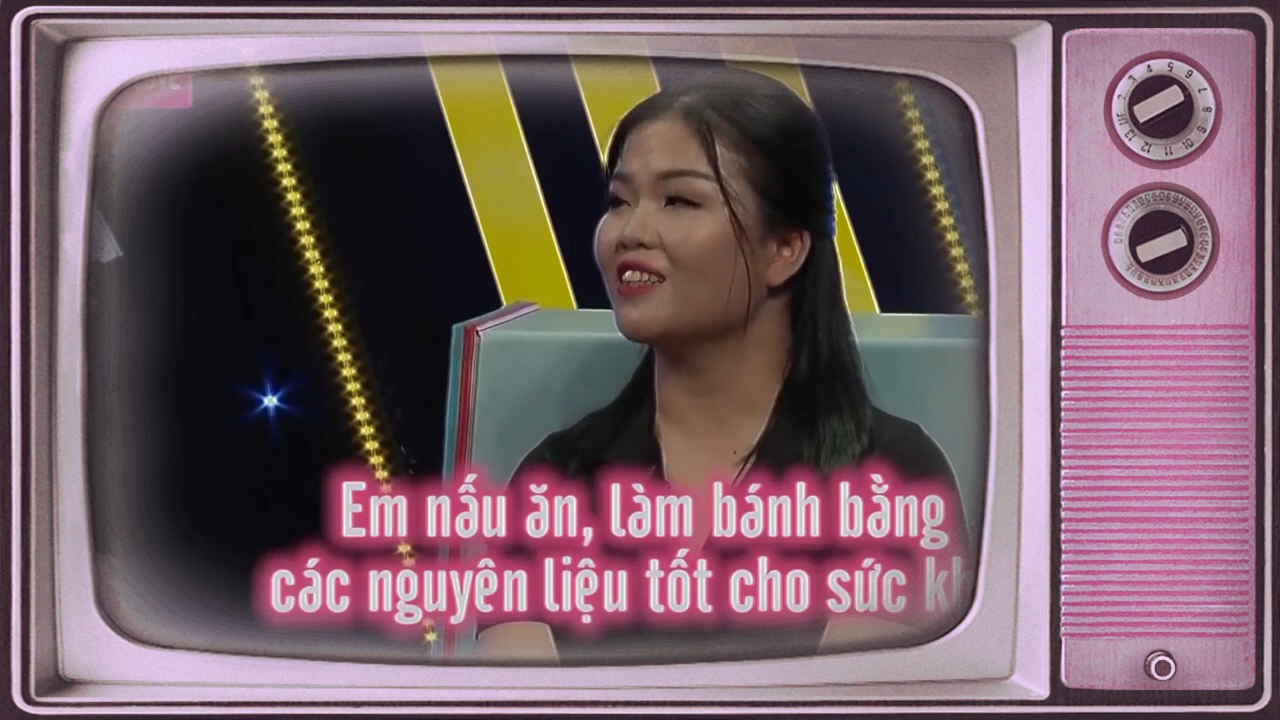 Em nấu ăn, làm bánh bằng
các nguyên liệu tốt cho sức